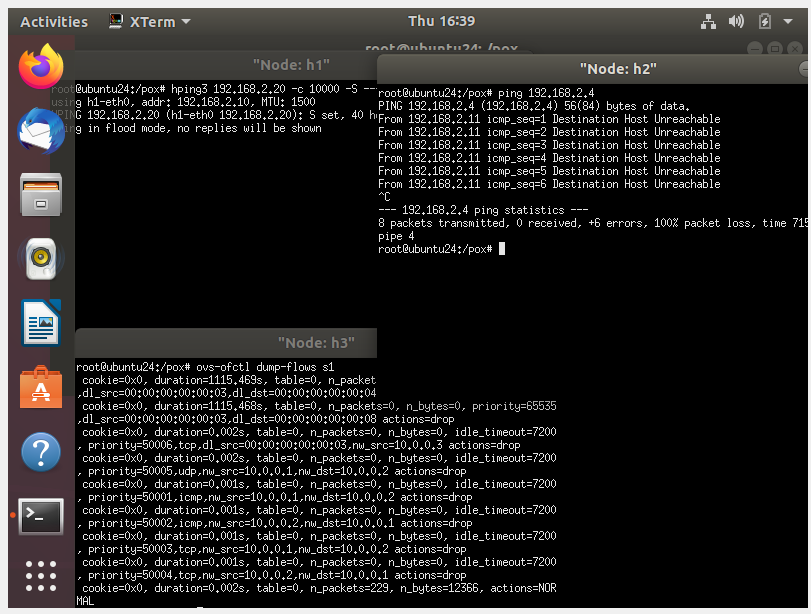 Activities XTerm Thu 16:39
root@ubuntu24: /pox
"Node: h1"
root@ubuntu24:/pox# hping3 192.168.2.20 -c 10000 -S
using h1-eth0, addr: 192.168.2.10, MTU: 1500
HPING 192.168.2.20 (h1-eth0 192.168.2.20): S set, 40 h
in flood mode, no replies will be shown
"Node: h2"
root@ubuntu24:/pox# ping 192.168.2.4
PING 192.168.2.4 (192.168.2.4) 56(84) bytes of data.
From 192.168.2.11 icmp_seq=1 Destination Host Unreachable
From 192.168.2.11 icmp_seq=2 Destination Host Unreachable
From 192.168.2.11 icmp_seq=3 Destination Host Unreachable
From 192.168.2.11 icmp_seq=4 Destination Host Unreachable
From 192.168.2.11 icmp_seq=5 Destination Host Unreachable
From 192.168.2.11 icmp_seq=6 Destination Host Unreachable
^C
--- 192.168.2.4 ping statistics ---
8 packets transmitted, 0 received, +6 errors, 100% packet loss, time 715
pipe 4
root@ubuntu24:/pox#
"Node: h3"
root@ubuntu24:/pox# ovs-ofctl dump-flows s1
cookie=0x0, duration=1115.469s, table=0, n_packet
,dl_src=00:00:00:00:00:03,dl_dst=00:00:00:00:00:04
cookie=0x0, duration=1115.468s, table=0, n_packets=0, n_bytes=0, priority=65535
,dl_src=00:00:00:00:00:03,dl_dst=00:00:00:00:00:08 actions=drop
cookie=0x0, duration=0.002s, table=0, n_packets=0, n_bytes=0, idle_timeout=7200
, priority=50006,tcp,dl_src=00:00:00:00:00:03,nw_src=10.0.0.3 actions=drop
cookie=0x0, duration=0.002s, table=0, n_packets=0, n_bytes=0, idle_timeout=7200
, priority=50005,udp,nw_src=10.0.0.1,nw_dst=10.0.0.2 actions=drop
cookie=0x0, duration=0.001s, table=0, n_packets=0, n_bytes=0, idle_timeout=7200
, priority=50001,icmp,nw_src=10.0.0.1,nw_dst=10.0.0.2 actions=drop
cookie=0x0, duration=0.001s, table=0, n_packets=0, n_bytes=0, idle_timeout=7200
, priority=50002,icmp,nw_src=10.0.0.2,nw_dst=10.0.0.1 actions=drop
cookie=0x0, duration=0.001s, table=0, n_packets=0, n_bytes=0, idle_timeout=7200
, priority=50003,tcp,nw_src=10.0.0.1,nw_dst=10.0.0.2 actions=drop
cookie=0x0, duration=0.001s, table=0, n_packets=0, n_bytes=0, idle_timeout=7200
, priority=50004,tcp,nw_src=10.0.0.2,nw_dst=10.0.0.1 actions=drop
cookie=0x0, duration=0.002s, table=0, n_packets=229, n_bytes=12366, actions=NOR
MAL